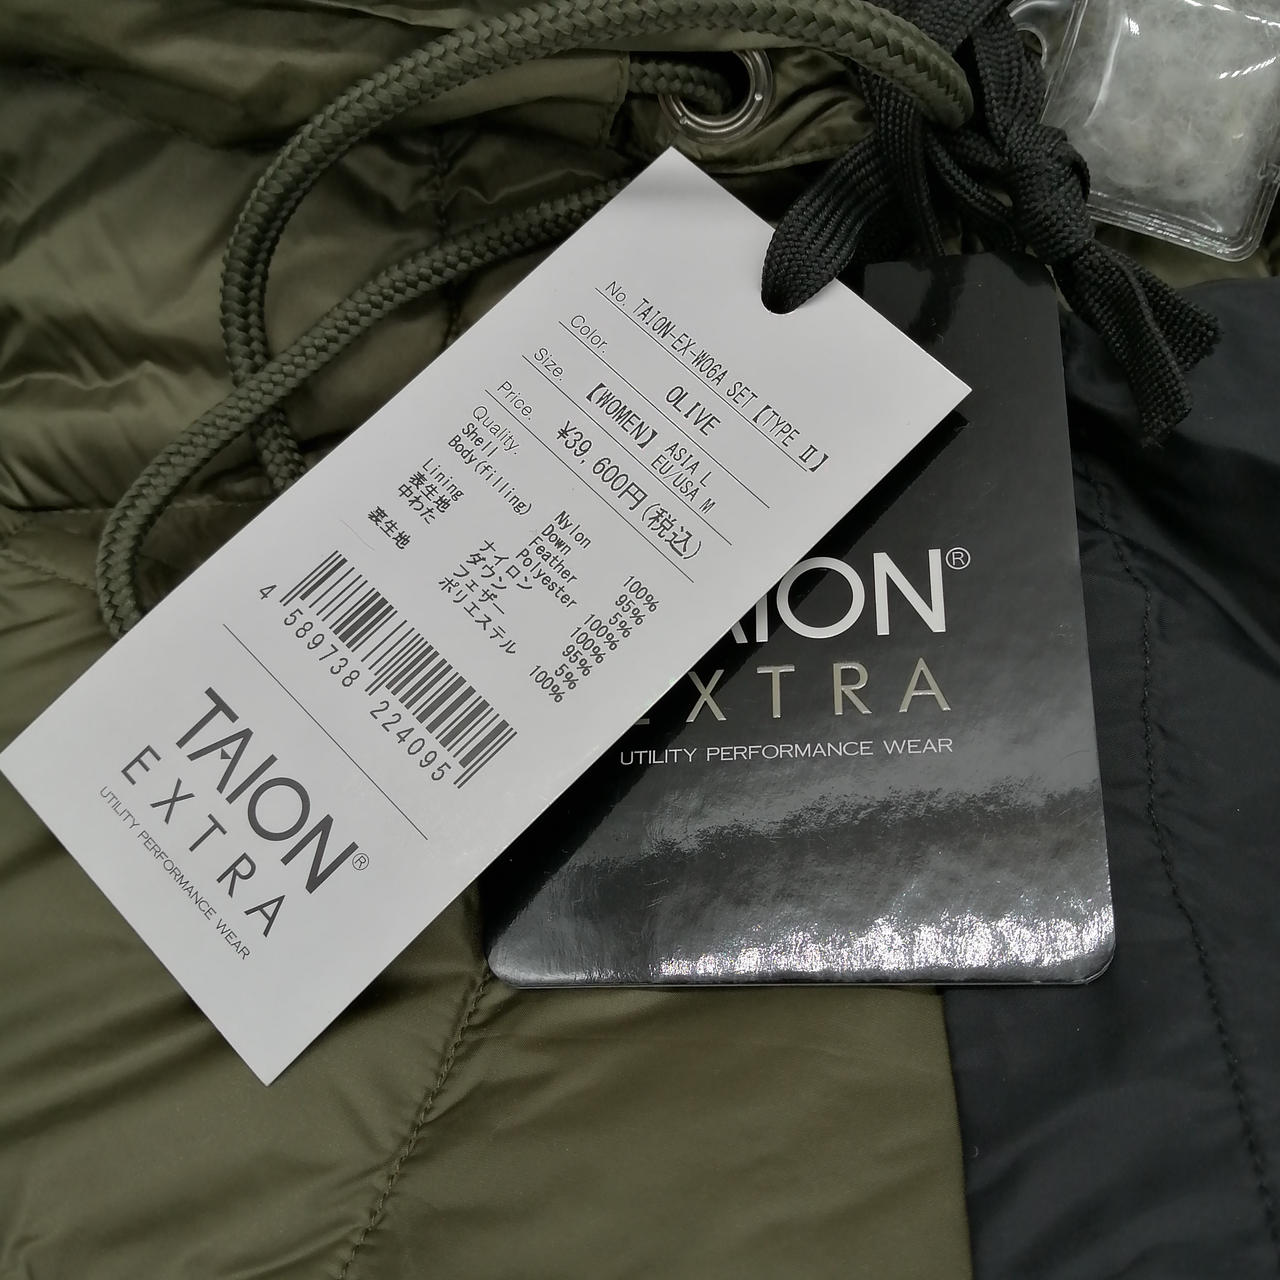 No. TAION-EX-W06A SET【TYPE Ⅱ】
Color. OLIVE
Size. 【WOMEN】 ASIA L
EU/USA M
Price. ¥39,600円(税込)
Quality.
Shell Nylon 100%
Body(filling) Down 95%
Feather 5%
Lining Polyester 100%
表生地 ナイロン 100%
中わた ダウン 95%
フェザー 5%
裏生地 ポリエステル 100%
4 589738 224095
TAION®
EXTRA
UTILITY PERFORMANCE WEAR
AION®
EXTRA
UTILITY PERFORMANCE WEAR